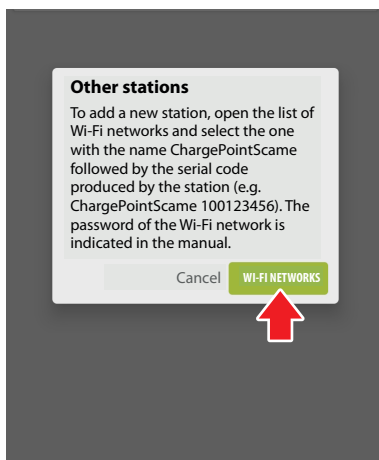 Other stations
To add a new station, open the list of
Wi-Fi networks and select the one
with the name ChargePointScame
followed by the serial code
produced by the station (e.g.
ChargePointScame 100123456). The
password of the Wi-Fi network is
indicated in the manual.
Cancel WI-FI NETWORKS